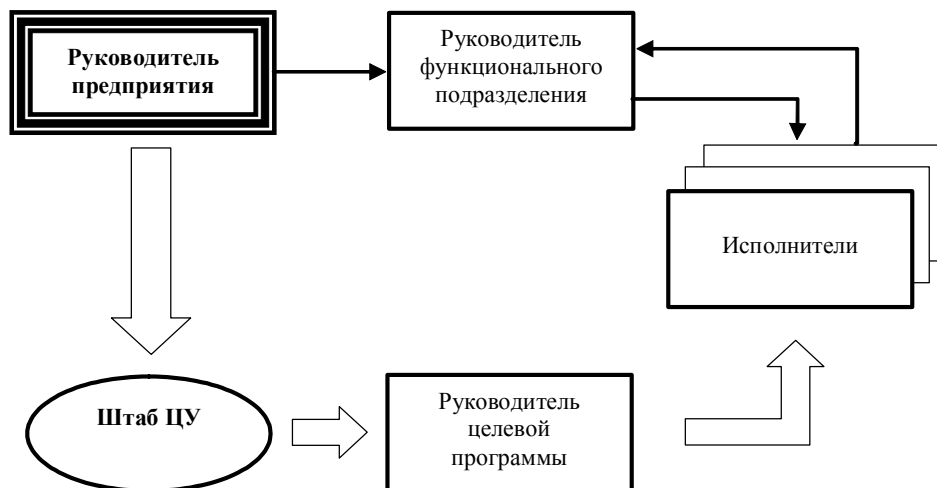 Руководитель
предприятия
Руководитель
функционального
подразделения
Исполнители
Штаб ЦУ
Руководитель
целевой
программы